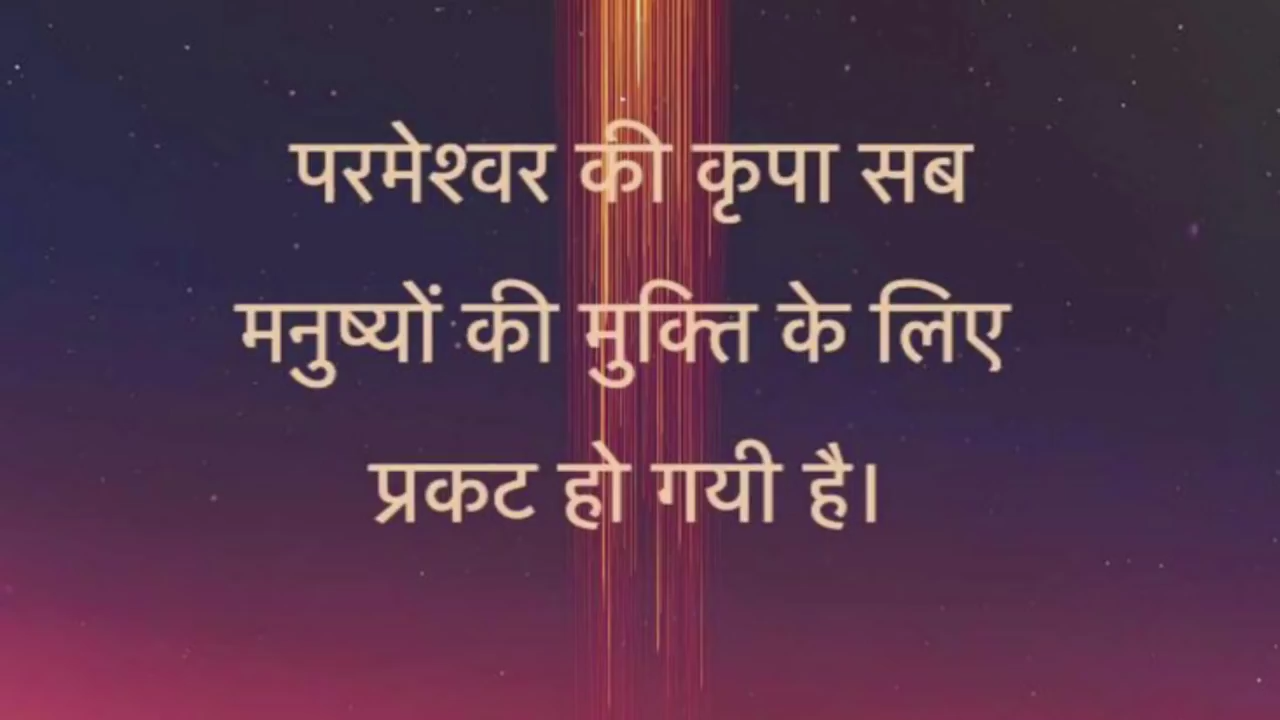 परमेश्वर की कृपा सब
मनुष्यों की मुक्ति के लिए
प्रकट हो गयी है।